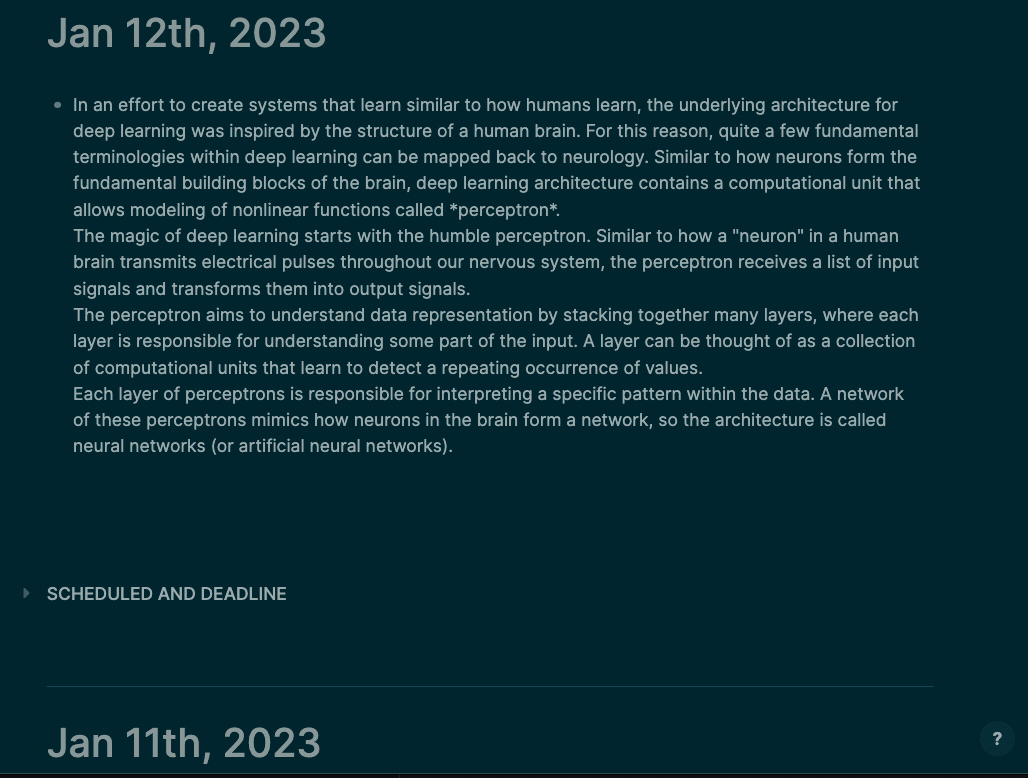 Jan 12th, 2023
In an effort to create systems that learn similar to how humans learn, the underlying architecture for
deep learning was inspired by the structure of a human brain. For this reason, quite a few fundamental
terminologies within deep learning can be mapped back to neurology. Similar to how neurons form the
fundamental building blocks of the brain, deep learning architecture contains a computational unit that
allows modeling of nonlinear functions called *perceptron*.
The magic of deep learning starts with the humble perceptron. Similar to how a "neuron" in a human
brain transmits electrical pulses throughout our nervous system, the perceptron receives a list of input
signals and transforms them into output signals.
The perceptron aims to understand data representation by stacking together many layers, where each
layer is responsible for understanding some part of the input. A layer can be thought of as a collection
of computational units that learn to detect a repeating occurrence of values.
Each layer of perceptrons is responsible for interpreting a specific pattern within the data. A network
of these perceptrons mimics how neurons in the brain form a network, so the architecture is called
neural networks (or artificial neural networks).
SCHEDULED AND DEADLINE
Jan 11th, 2023
?